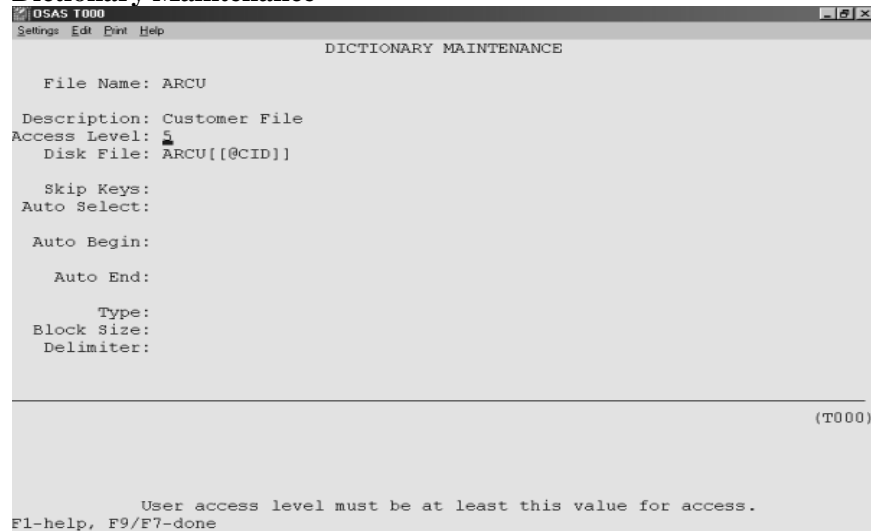 OSAS T000
Settings Edit Print Help
DICTIONARY MAINTENANCE
File Name: ARCU
Description: Customer File
Access Level: 5
Disk File: ARCU[[@CID]]
Skip Keys:
Auto Select:
Auto Begin:
Auto End:
Type:
Block Size:
Delimiter:
(T000)
User access level must be at least this value for access.
F1-help, F9/F7-done